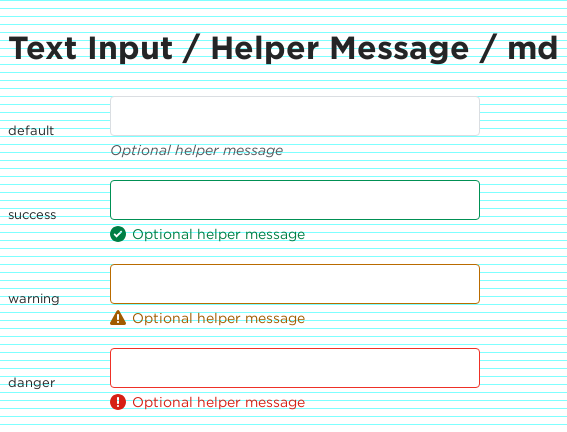 Text Input / Helper Message / md
default
Optional helper message
success
Optional helper message
warning
Optional helper message
danger
Optional helper message